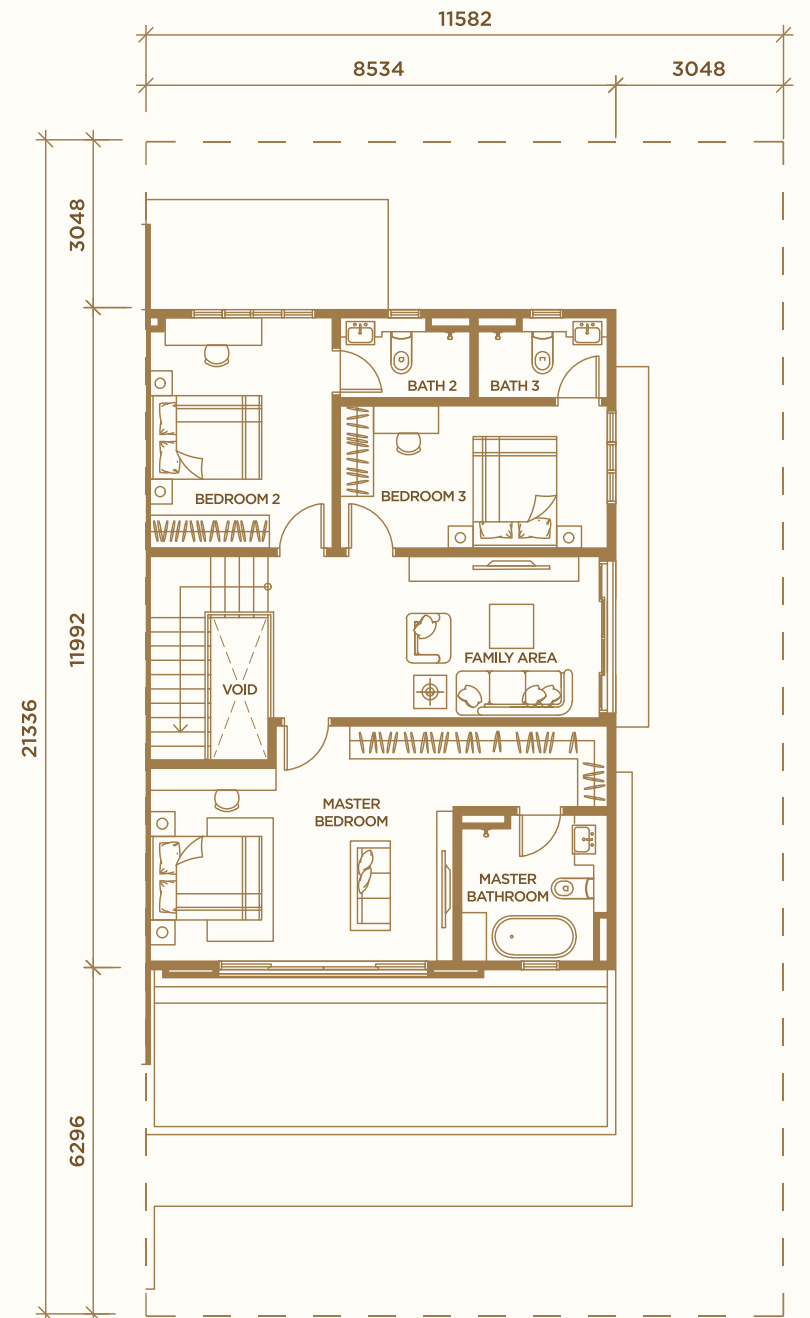 11582
8534
3048
3048
11992
21336
6296
BATH 2
BATH 3
BEDROOM 2
BEDROOM 3
FAMILY AREA
VOID
MASTER
BEDROOM
MASTER
BATHROOM